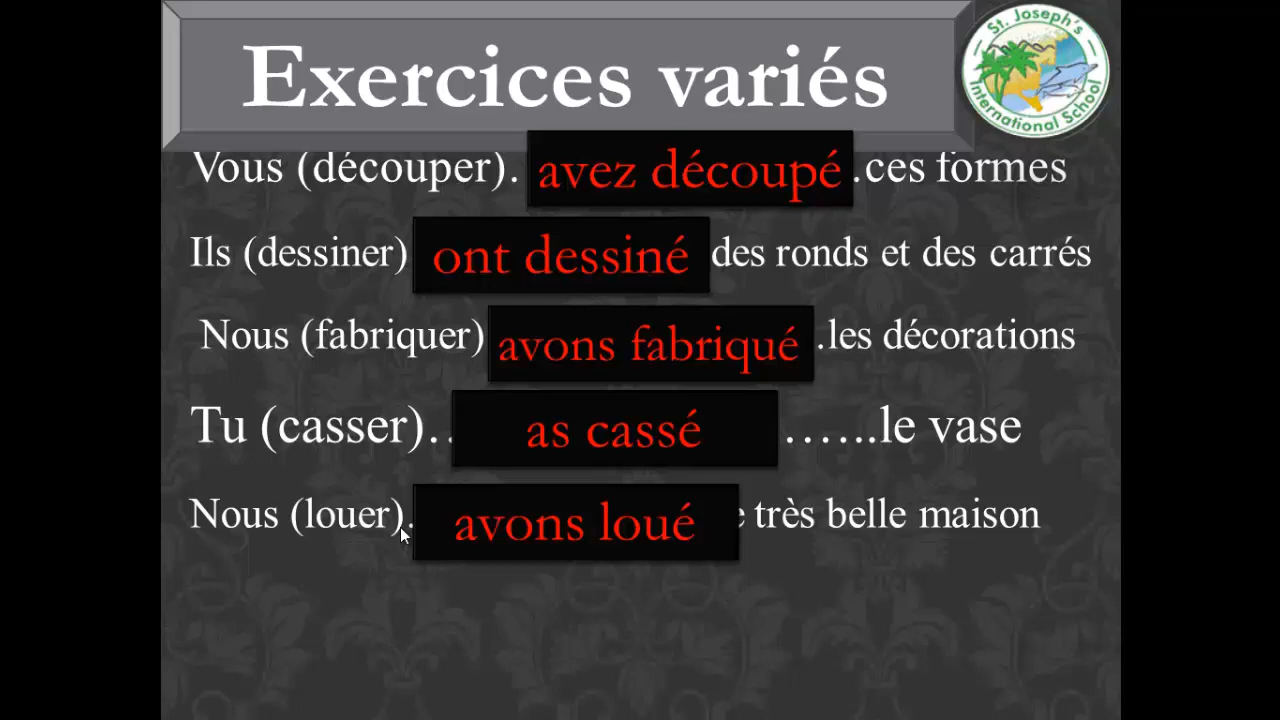 Exercices variés
St. Joseph's
International School
Vous (découper). avez découpé .ces formes
Ils (dessiner) ont dessiné des ronds et des carrés
Nous (fabriquer) avons fabriqué .les décorations
Tu (casser).. as cassé ……..le vase
Nous (louer). avons loué très belle maison